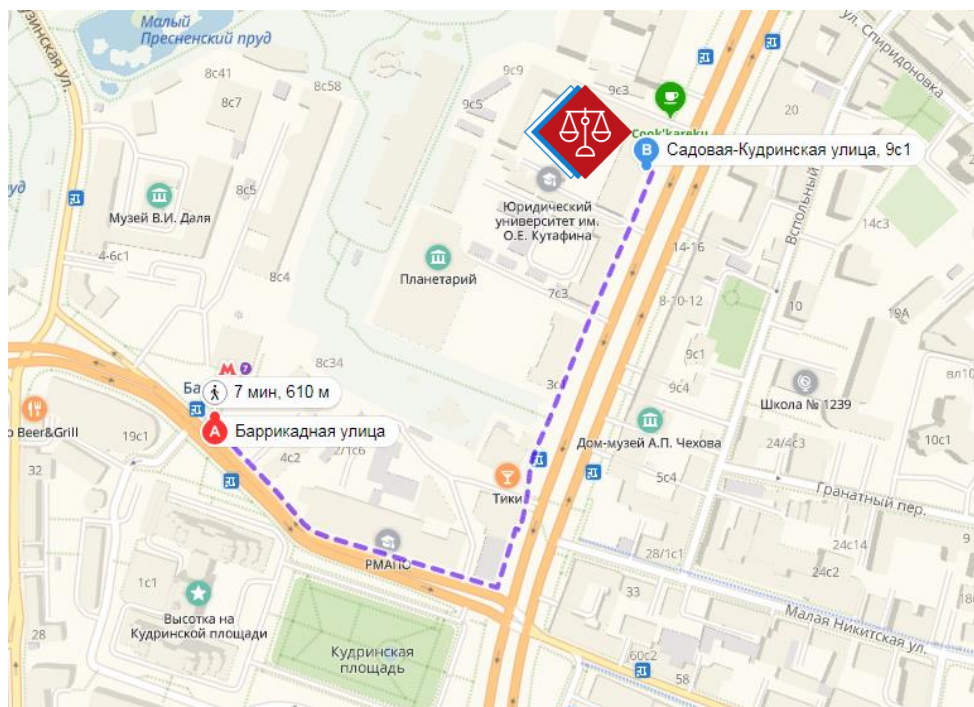 Малый
Пресненский пруд
ул. Спиридоновка
8с41
8с58
9с9
9с3
8с7
9с5
20
Cook'kareku
B
Садовая-Кудринская улица, 9с1
8с5
Музей В.И. Даля
Юридический
университет им.
О.Е. Кутафина
Вспольный
14с3
4-6с1
14-16
8с4
Планетарий
7с3
8-10-12
10
19А
9с1
М 7
8с34
7 мин, 610 м
9с4
Школа № 1239
A
Баррикадная улица
Beer&Grill
19с1
4с2
2/1с6
Дом-музей А.П. Чехова
24/4с3
10с1
32
Тики
5с4
Гранатный пер.
РМАПО
28/1с1
24с14
9
24с2
1с1
Высотка на
Кудринской площади
33
Малая Никитская ул.
28
Кудринская
площадь
60с2
58